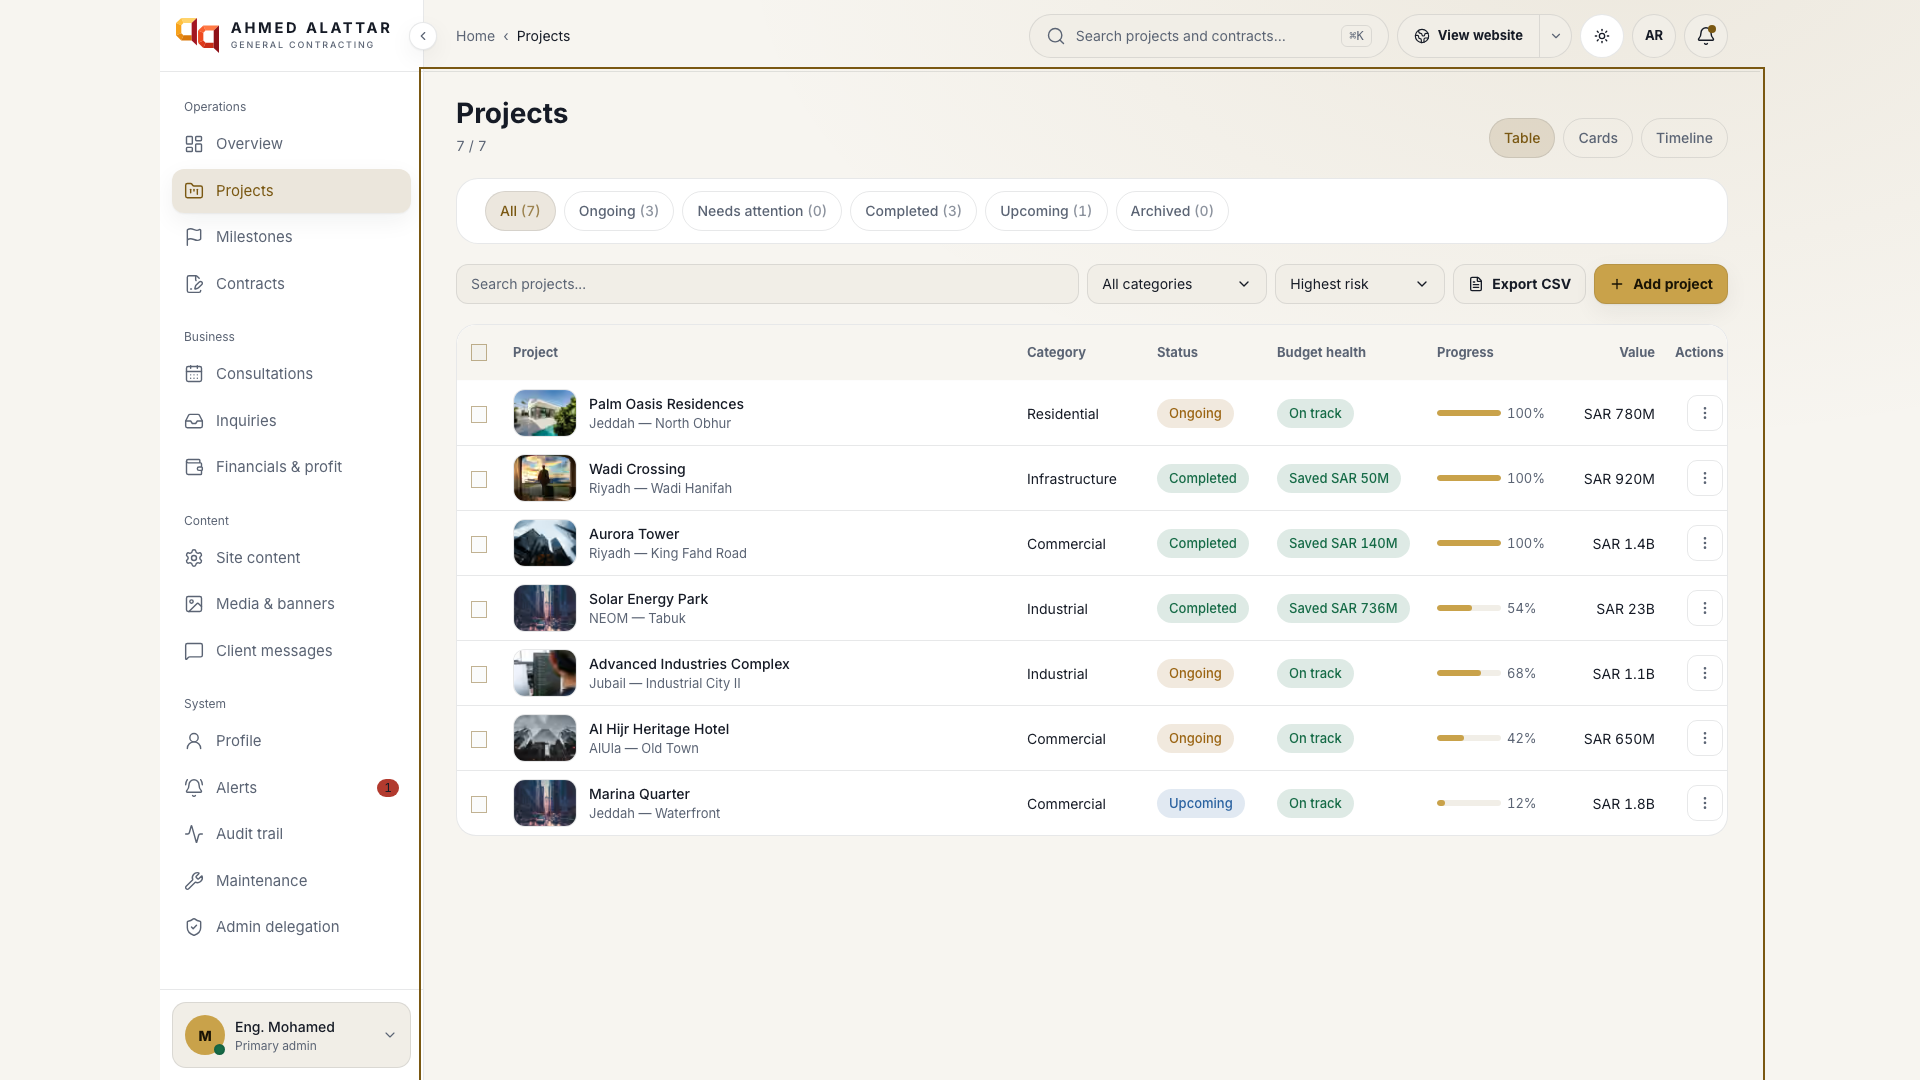 AHMED ALATTAR
GENERAL CONTRACTING
Home › Projects
Search projects and contracts...
⌘K
View website
AR
Operations
Overview
Projects
Milestones
Contracts
Business
Consultations
Inquiries
Financials & profit
Content
Site content
Media & banners
Client messages
System
Profile
Alerts
1
Audit trail
Maintenance
Admin delegation
M
Eng. Mohamed
Primary admin
Projects
7 / 7
Table
Cards
Timeline
All (7)
Ongoing (3)
Needs attention (0)
Completed (3)
Upcoming (1)
Archived (0)
Search projects...
All categories
Highest risk
Export CSV
Add project
Project Category Status Budget health Progress Value Actions
Palm Oasis Residences
Jeddah — North Obhur
Residential Ongoing On track 100% SAR 780M
Wadi Crossing
Riyadh — Wadi Hanifah
Infrastructure Completed Saved SAR 50M 100% SAR 920M
Aurora Tower
Riyadh — King Fahd Road
Commercial Completed Saved SAR 140M 100% SAR 1.4B
Solar Energy Park
NEOM — Tabuk
Industrial Completed Saved SAR 736M 54% SAR 23B
Advanced Industries Complex
Jubail — Industrial City II
Industrial Ongoing On track 68% SAR 1.1B
Al Hijr Heritage Hotel
AlUla — Old Town
Commercial Ongoing On track 42% SAR 650M
Marina Quarter
Jeddah — Waterfront
Commercial Upcoming On track 12% SAR 1.8B